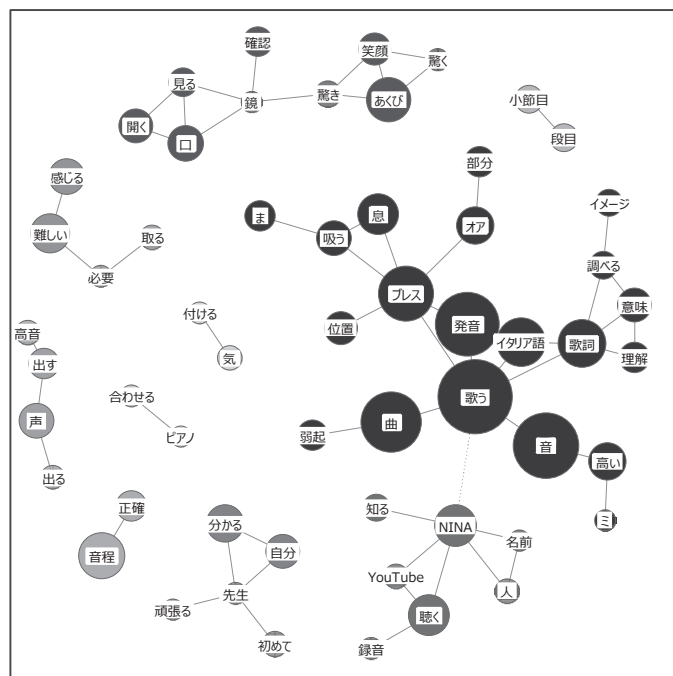 確認
笑顔
驚く
見る
鏡
驚き
あくび
小節目
開く
口
段目
部分
感じる
イメージ
ま
息
オア
難しい
取る
吸う
調べる
必要
ブレス
付ける
発音
意味
高音
位置
イタリア語
歌詞
理解
出す
気
合わせる
歌う
声
ピアノ
弱起
曲
音
高い
出る
正確
知る
ミ
分かる
NINA
音程
自分
名前
YouTube
先生
人
頑張る
聴く
初めて
録音